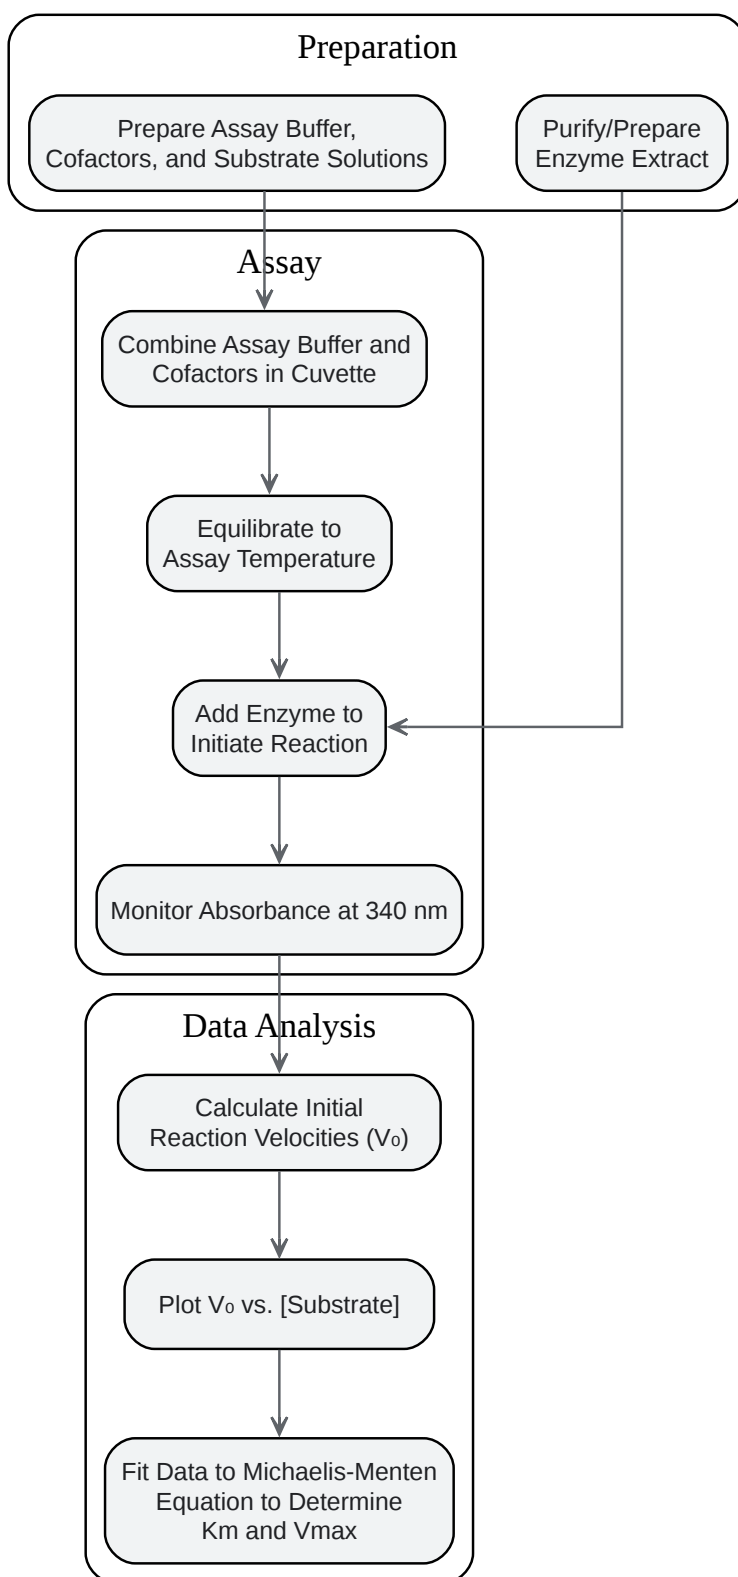 Preparation
Prepare Assay Buffer,
Cofactors, and Substrate Solutions
Purify/Prepare
Enzyme Extract
Assay
Combine Assay Buffer and
Cofactors in Cuvette
Equilibrate to
Assay Temperature
Add Enzyme to
Initiate Reaction
Monitor Absorbance at 340 nm
Data Analysis
Calculate Initial
Reaction Velocities (V₀)
Plot V₀ vs. [Substrate]
Fit Data to Michaelis-Menten
Equation to Determine
Km and Vmax